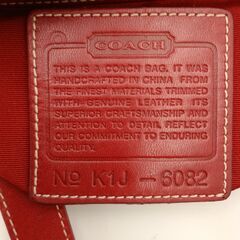 COACH
THIS IS A COACH BAG. IT WAS
HANDCRAFTED IN CHINA FROM
THE FINEST MATERIALS TRIMMED
WITH GENUINE LEATHER ITS
SUPERIOR CRAFTSMANSHIP AND
ATTENTION TO DETAIL REFLECT
OUR COMMITMENT TO ENDURING
QUALITY.
No K1J - 6082